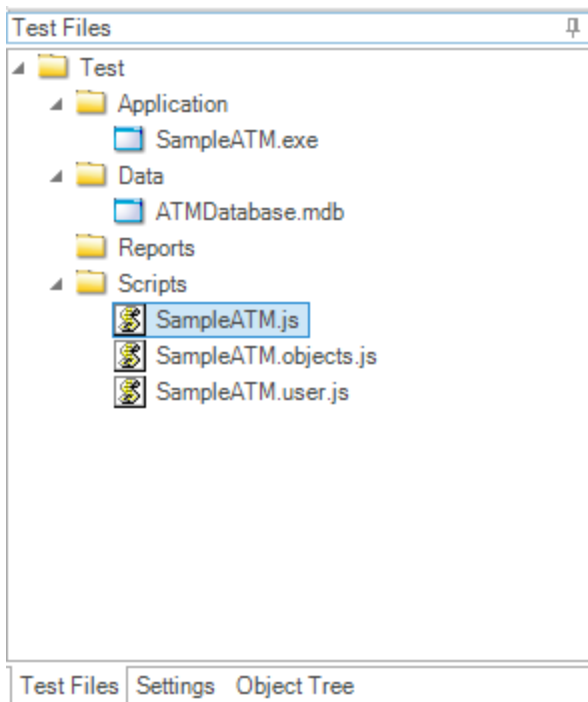 Test Files
Test
Application
SampleATM.exe
Data
ATMDatabase.mdb
Reports
Scripts
SampleATM.js
SampleATM.objects.js
SampleATM.user.js
Test Files Settings Object Tree